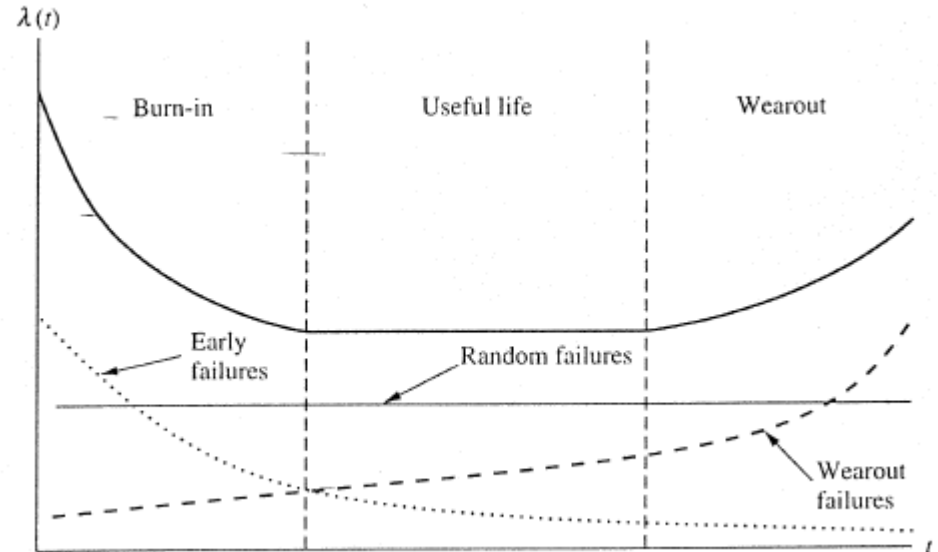 λ(t)
Burn-in
Useful life
Wearout
Early
failures
Random failures
Wearout
failures
t